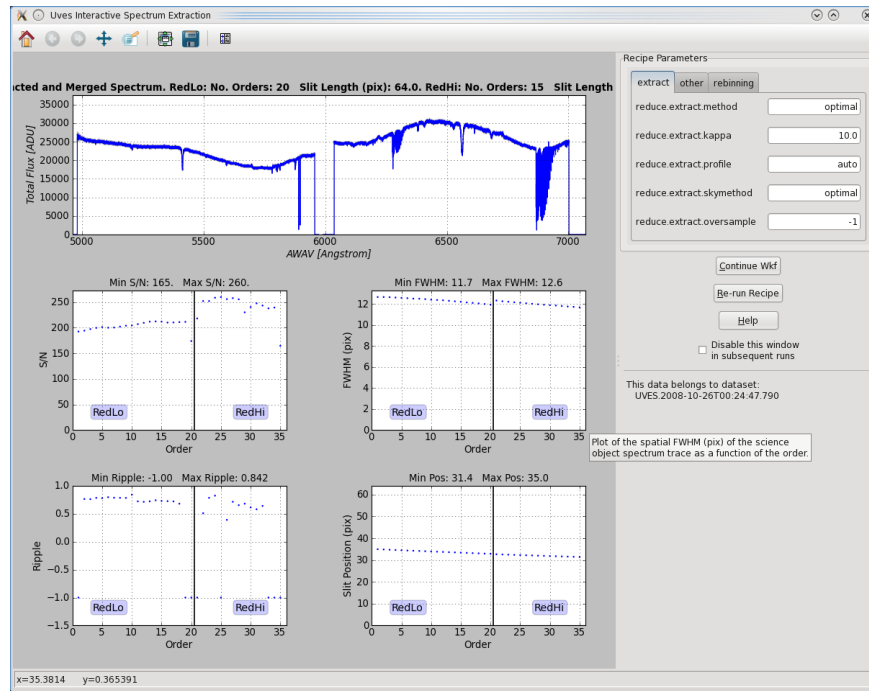 Uves Interactive Spectrum Extraction
acted and Merged Spectrum. RedLo: No. Orders: 20 Slit Length (pix): 64.0. RedHi: No. Orders: 15 Slit Length
Total Flux [ADU]
35000
30000
25000
20000
15000
10000
5000
0
5000 5500 6000 6500 7000
AWAV [Angstrom]
Min S/N: 165. Max S/N: 260.
S/N
250
200
150
100
50
0
RedLo RedHi
0 5 10 15 20 25 30 35
Order
Min FWHM: 11.7 Max FWHM: 12.6
FWHM (pix)
12
10
8
6
4
2
0
RedLo RedHi
0 5 10 15 20 25 30 35
Order
Min Ripple: -1.00 Max Ripple: 0.842
Ripple
1.0
0.5
0.0
−0.5
−1.0
−1.5
RedLo RedHi
0 5 10 15 20 25 30 35
Order
Min Pos: 31.4 Max Pos: 35.0
Slit Position (pix)
60
50
40
30
20
10
0
RedLo RedHi
0 5 10 15 20 25 30 35
Order
Plot of the spatial FWHM (pix) of the science
object spectrum trace as a function of the order.
Recipe Parameters
extract other rebinning
reduce.extract.method optimal
reduce.extract.kappa 10.0
reduce.extract.profile auto
reduce.extract.skymethod optimal
reduce.extract.oversample -1
Continue Wkf
Re-run Recipe
Help
Disable this window
in subsequent runs
This data belongs to dataset:
UVES.2008-10-26T00:24:47.790
x=35.3814 y=0.365391